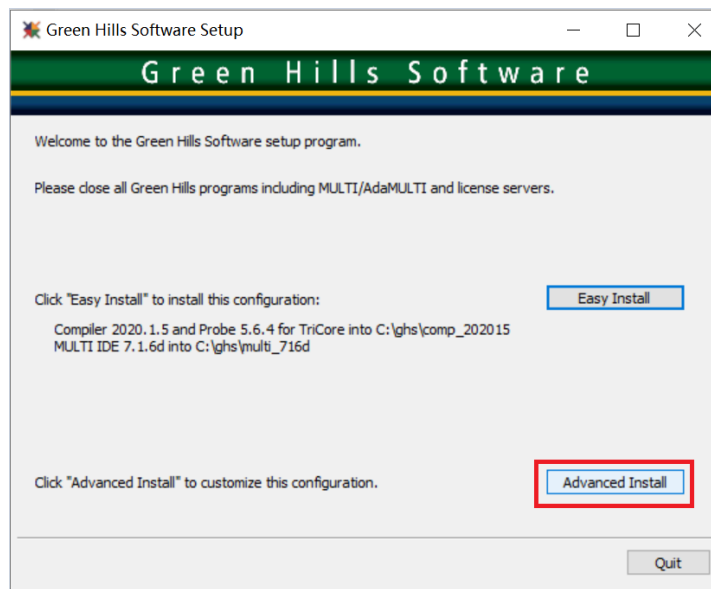 Green Hills Software Setup
Green Hills Software
Welcome to the Green Hills Software setup program.
Please close all Green Hills programs including MULTI/AdaMULTI and license servers.
Click "Easy Install" to install this configuration:
Easy Install
Compiler 2020.1.5 and Probe 5.6.4 for TriCore into C:\ghs\comp_202015
MULTI IDE 7.1.6d into C:\ghs\multi_716d
Click "Advanced Install" to customize this configuration.
Advanced Install
Quit